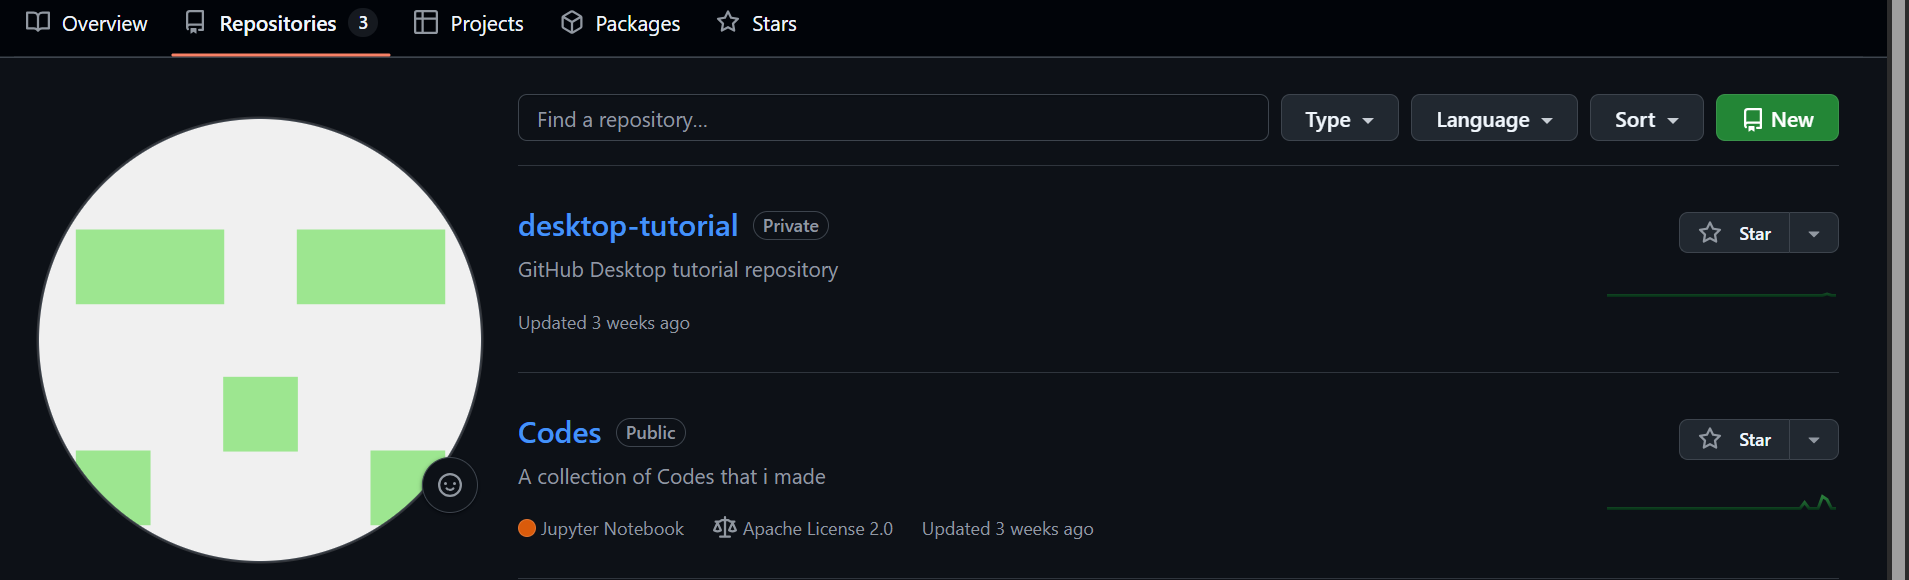 Overview Repositories 3 Projects Packages Stars
Find a repository... Type Language Sort New
desktop-tutorial Private Star
GitHub Desktop tutorial repository
Updated 3 weeks ago
Codes Public Star
A collection of Codes that i made
Jupyter Notebook Apache License 2.0 Updated 3 weeks ago